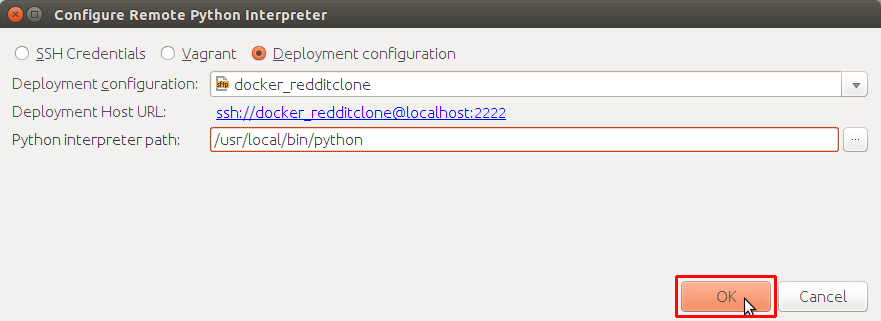 Configure Remote Python Interpreter
SSH Credentials Vagrant Deployment configuration
Deployment configuration: sftp docker_redditclone
Deployment Host URL: ssh://docker_redditclone@localhost:2222
Python interpreter path: /usr/local/bin/python ...
OK Cancel